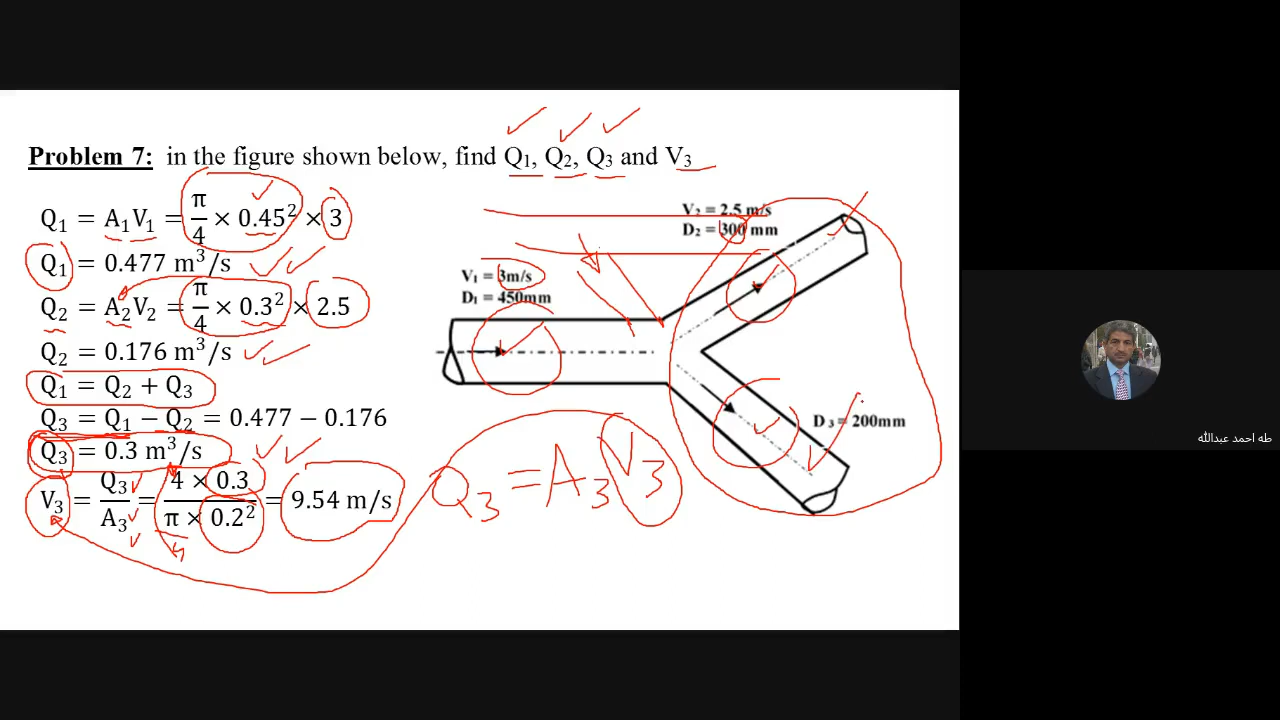 Problem 7: in the figure shown below, find Q₁, Q₂, Q₃ and V₃
Q₁ = A₁V₁ = π/4 × 0.45² × 3
Q₁ = 0.477 m³/s
Q₂ = A₂V₂ = π/4 × 0.3² × 2.5
Q₂ = 0.176 m³/s
Q₁ = Q₂ + Q₃
Q₃ = Q₁ − Q₂ = 0.477 − 0.176
Q₃ = 0.3 m³/s
V₃ = Q₃/A₃ = (4 × 0.3)/(π × 0.2²) = 9.54 m/s
V₂ = 2.5 m/s
D₂ = 300 mm
V₁ = 3m/s
D₁ = 450mm
D ₃ = 200mm
Q₃ = A₃ V₃
طه احمد عبدالله